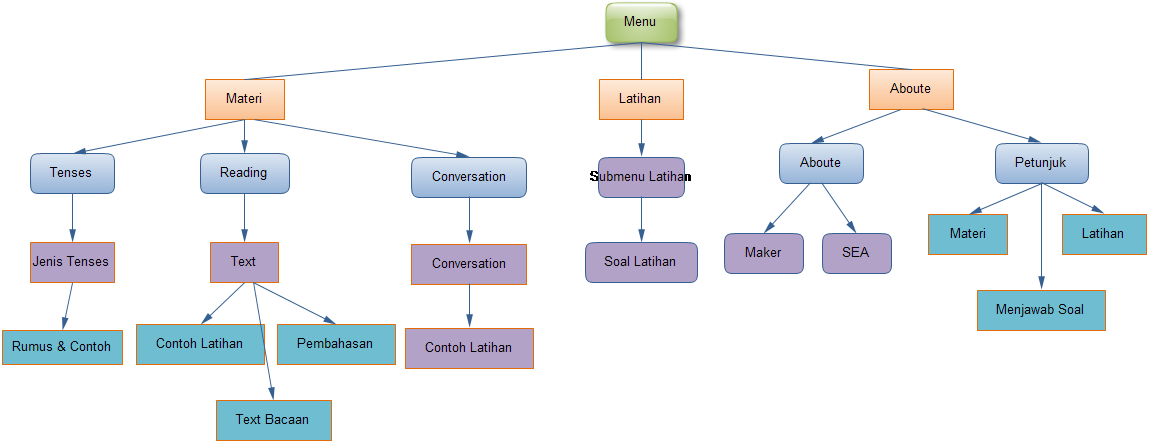 Menu
Materi
Latihan
Aboute
Tenses
Reading
Conversation
Submenu Latihan
Aboute
Petunjuk
Jenis Tenses
Text
Conversation
Soal Latihan
Maker
SEA
Materi
Latihan
Rumus & Contoh
Contoh Latihan
Pembahasan
Contoh Latihan
Menjawab Soal
Text Bacaan